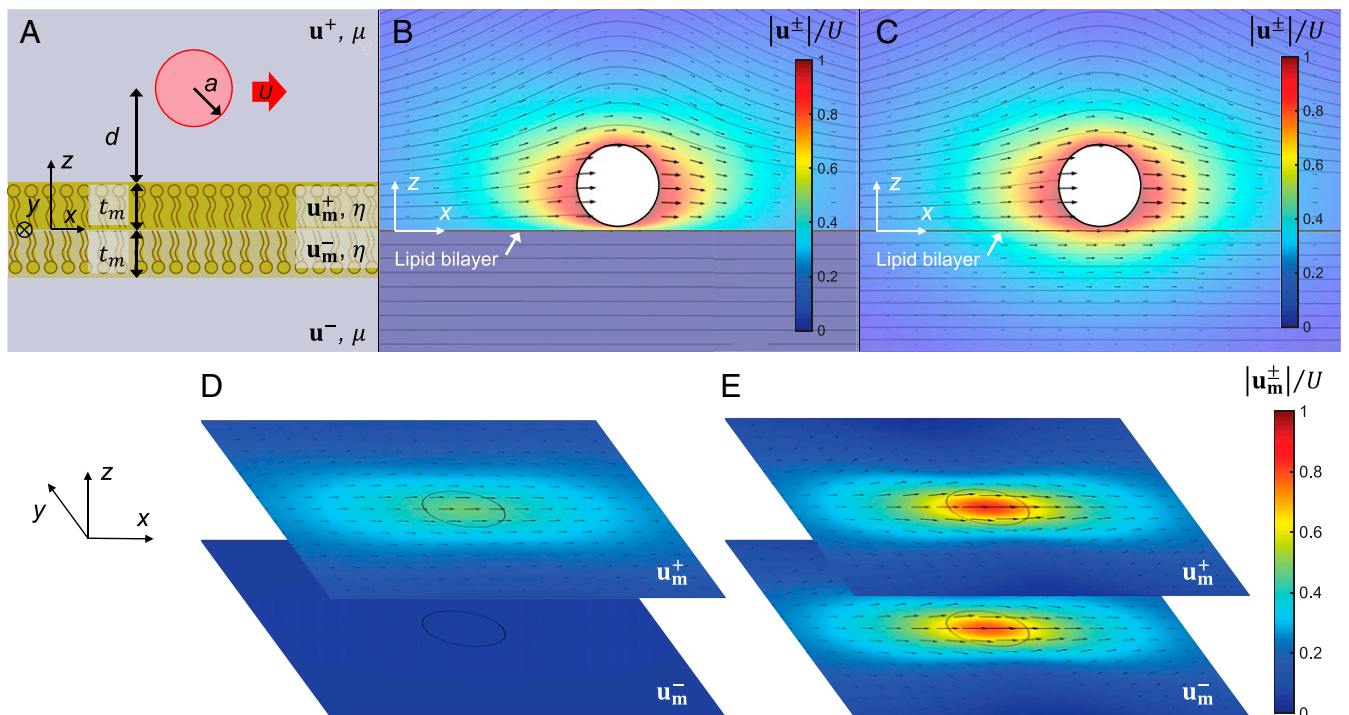 A
u⁺, μ
a
U
d
z
y
x
t_m
u_m⁺, η
t_m
u_m⁻, η
u⁻, μ
B
|u^±|/U
1
0.8
0.6
0.4
0.2
0
z
x
Lipid bilayer
C
|u^±|/U
1
0.8
0.6
0.4
0.2
0
z
x
Lipid bilayer
D
z
y
x
u_m⁺
u_m⁻
E
u_m⁺
u_m⁻
|u_m^±|/U
1
0.8
0.6
0.4
0.2
0